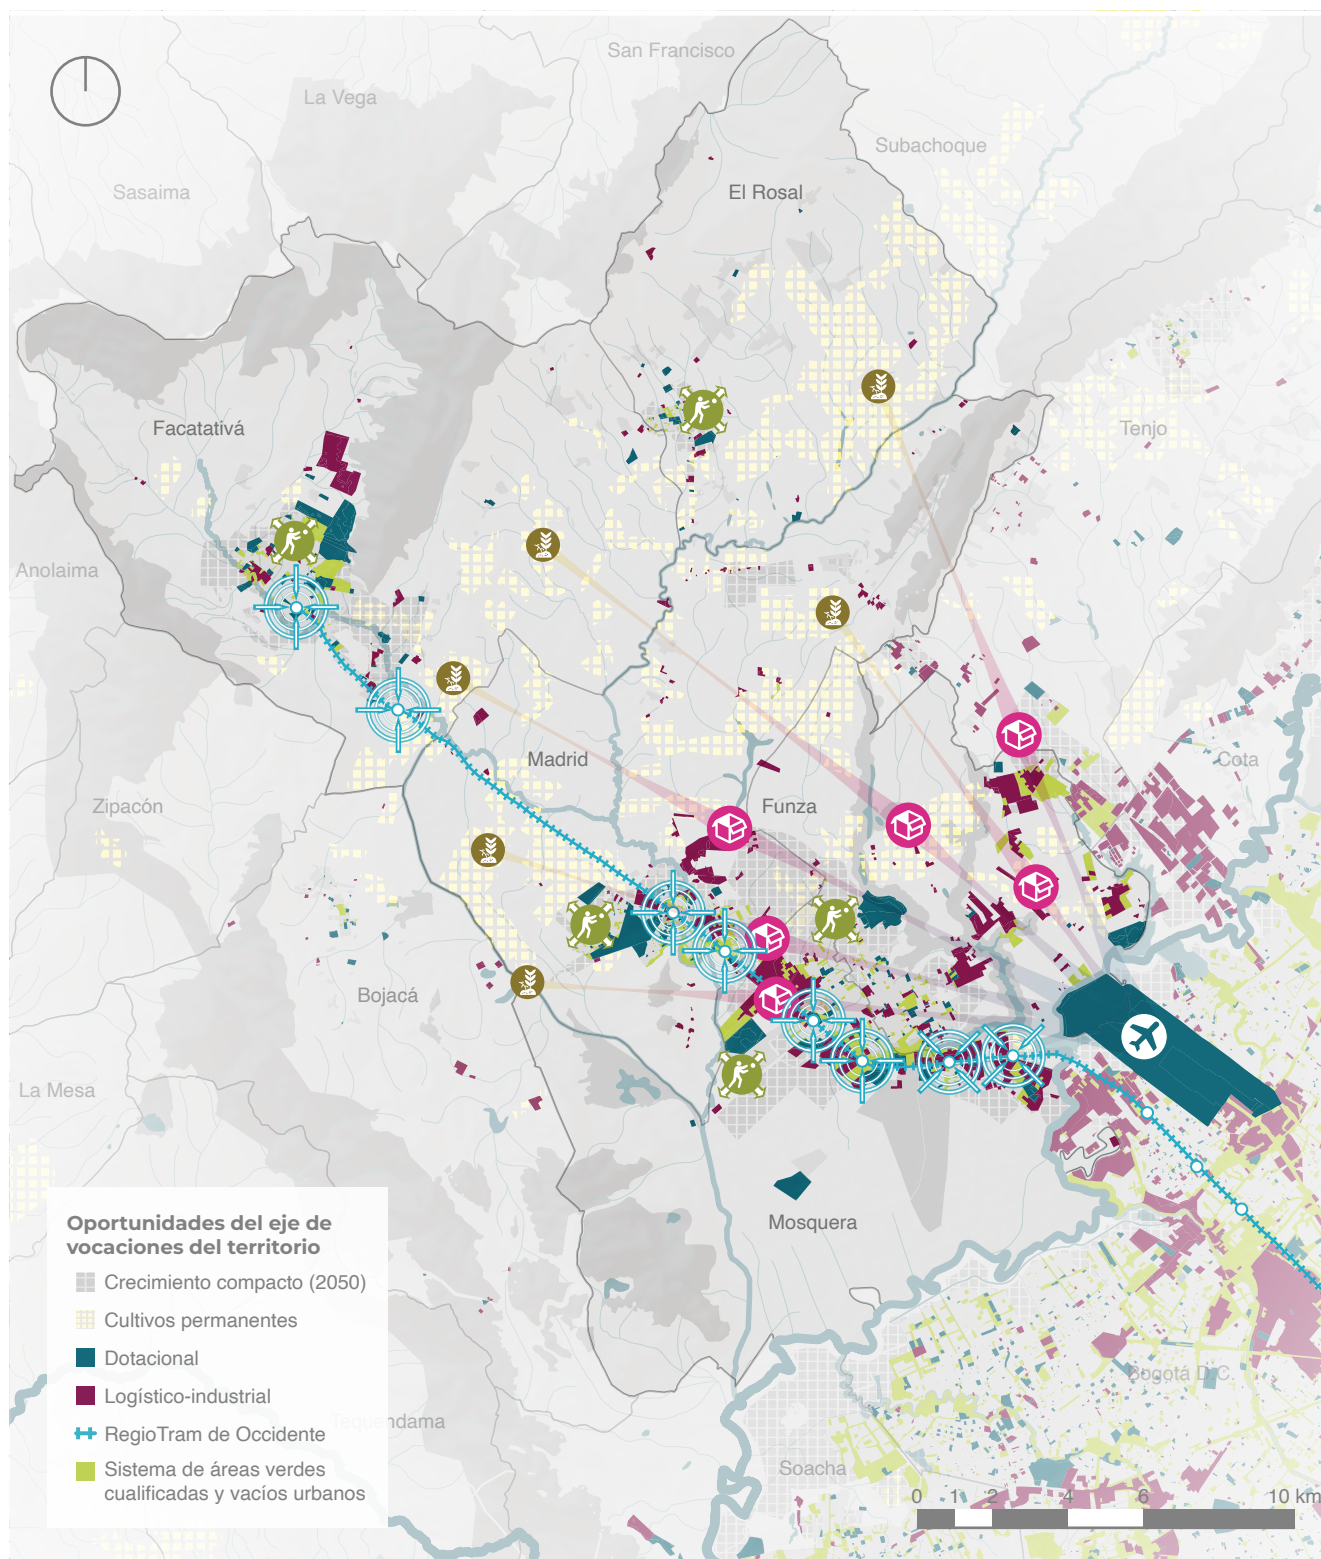 San Francisco
La Vega
Subachoque
Sasaima
El Rosal
Facatativá
Tenjo
Anolaima
Madrid
Cota
Zipacón
Funza
Bojacá
La Mesa
Mosquera
Oportunidades del eje de
vocaciones del territorio
Crecimiento compacto (2050)
Cultivos permanentes
Dotacional
Logístico-industrial
RegioTram de Occidente
Sistema de áreas verdes
cualificadas y vacíos urbanos
Tequendama
Bogotá D.C.
Soacha
0 1 2 4 6 10 km